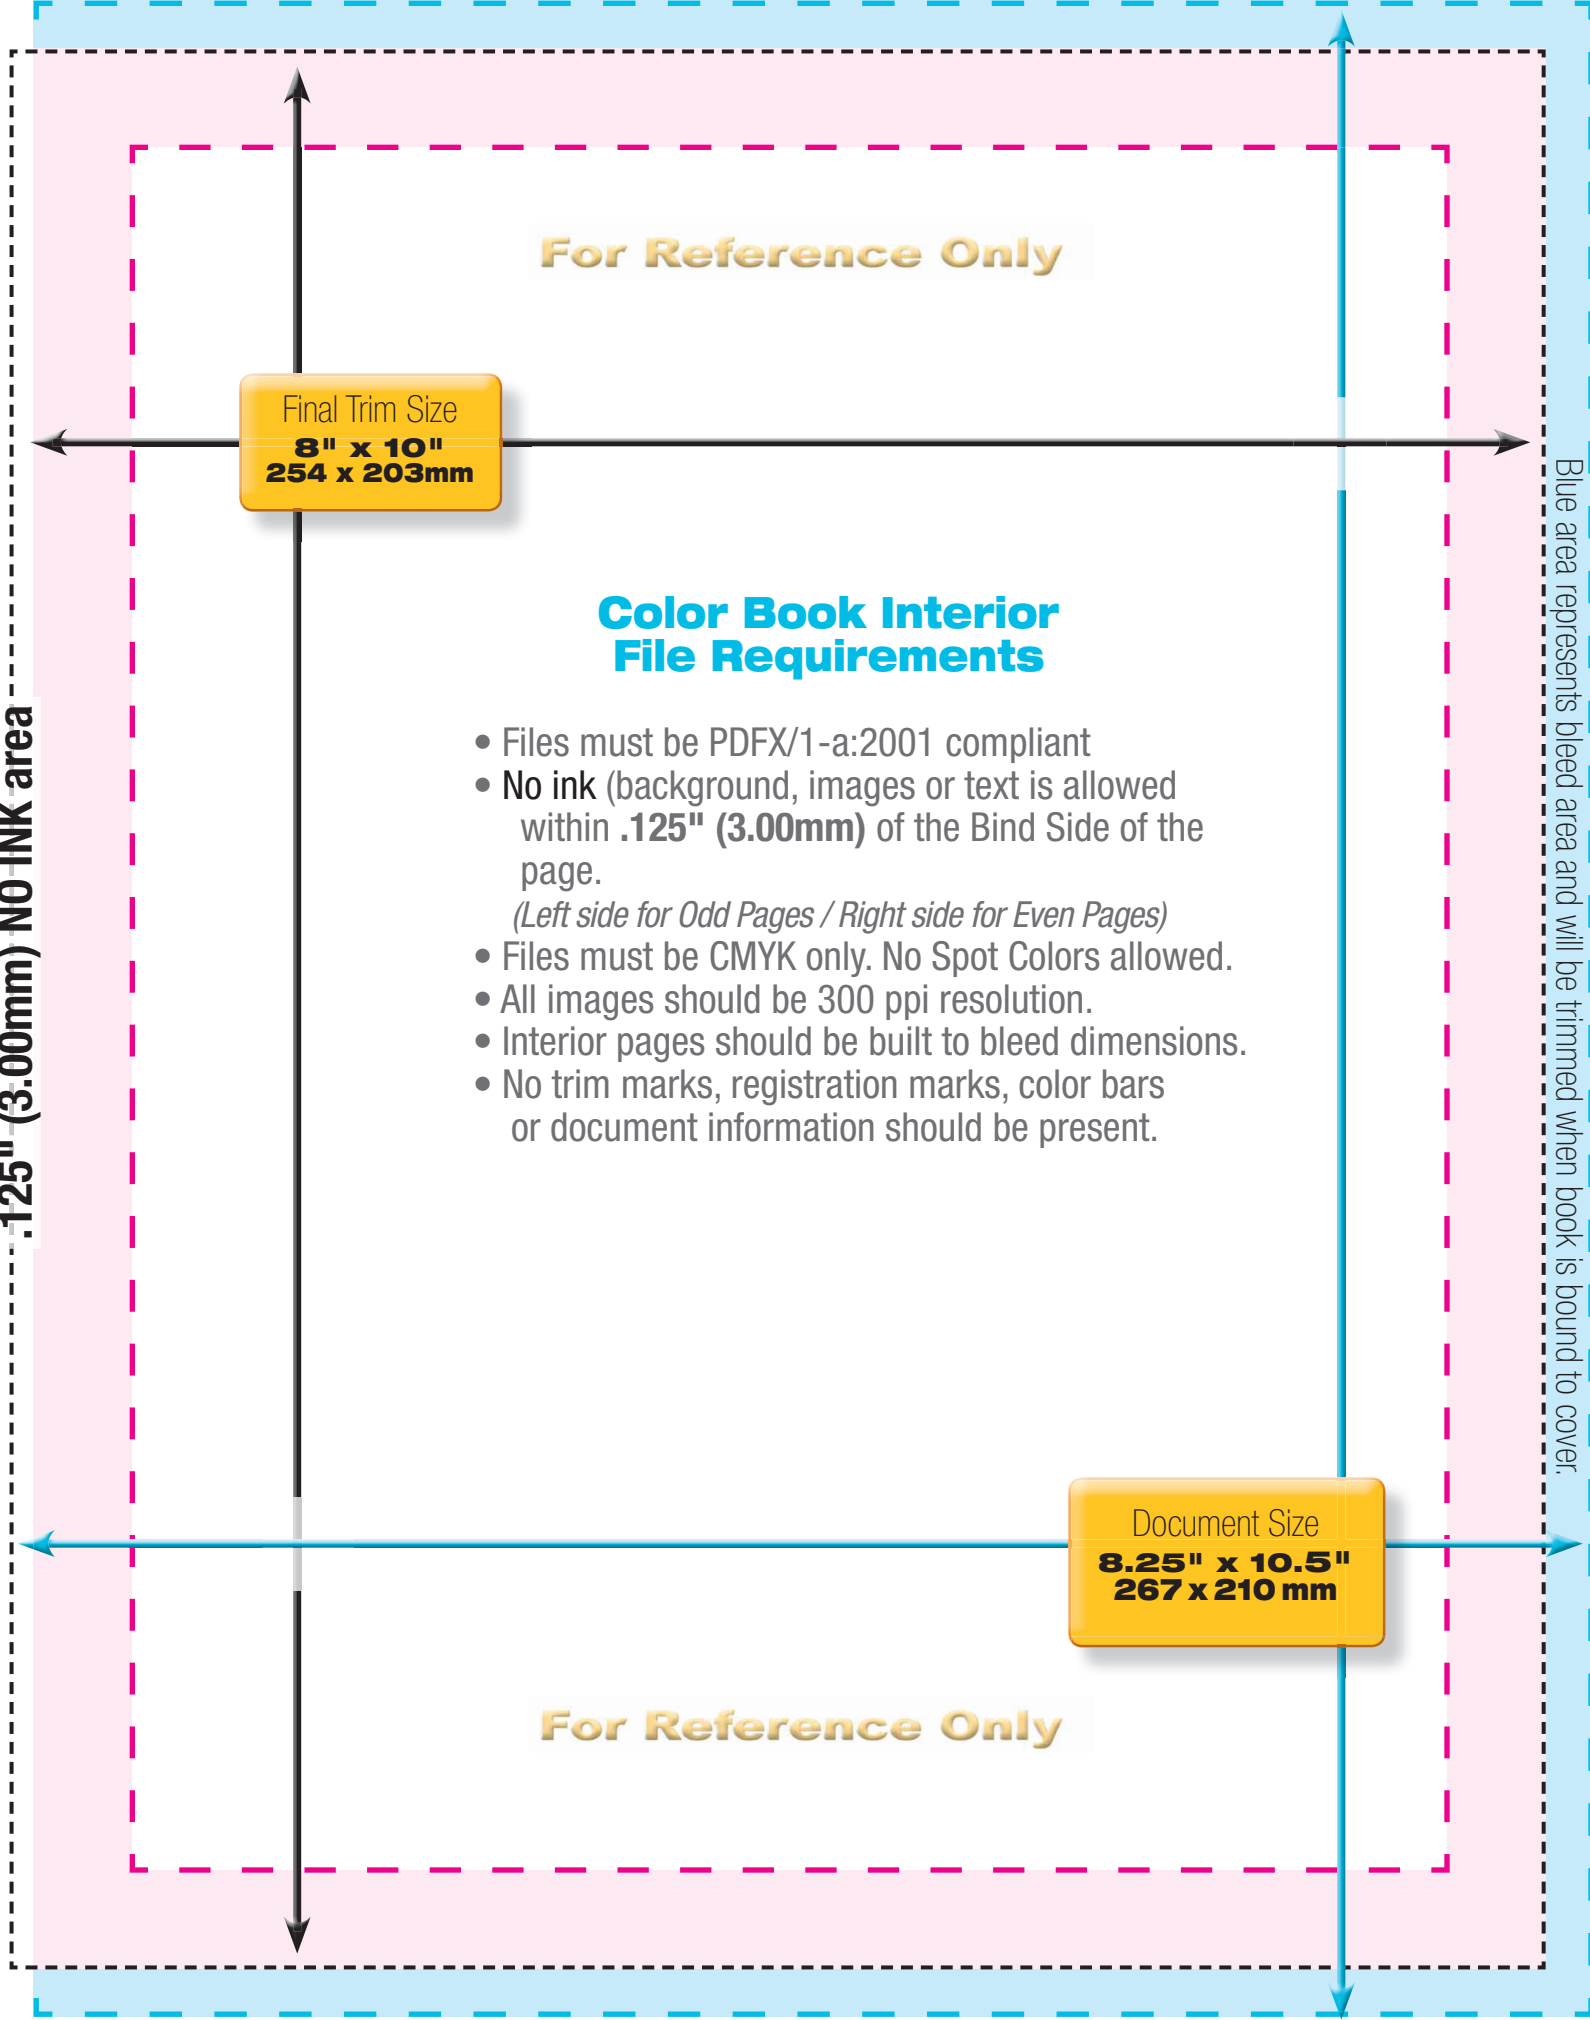 For Reference Only
Final Trim Size
8" x 10"
254 x 203mm
Color Book Interior
File Requirements
• Files must be PDFX/1-a:2001 compliant
• No ink (background, images or text is allowed
within .125" (3.00mm) of the Bind Side of the
page.
(Left side for Odd Pages / Right side for Even Pages)
• Files must be CMYK only. No Spot Colors allowed.
• All images should be 300 ppi resolution.
• Interior pages should be built to bleed dimensions.
• No trim marks, registration marks, color bars
or document information should be present.
.125" (3.00mm) NO INK area
Blue area represents bleed area and will be trimmed when book is bound to cover.
Document Size
8.25" x 10.5"
267 x 210 mm
For Reference Only